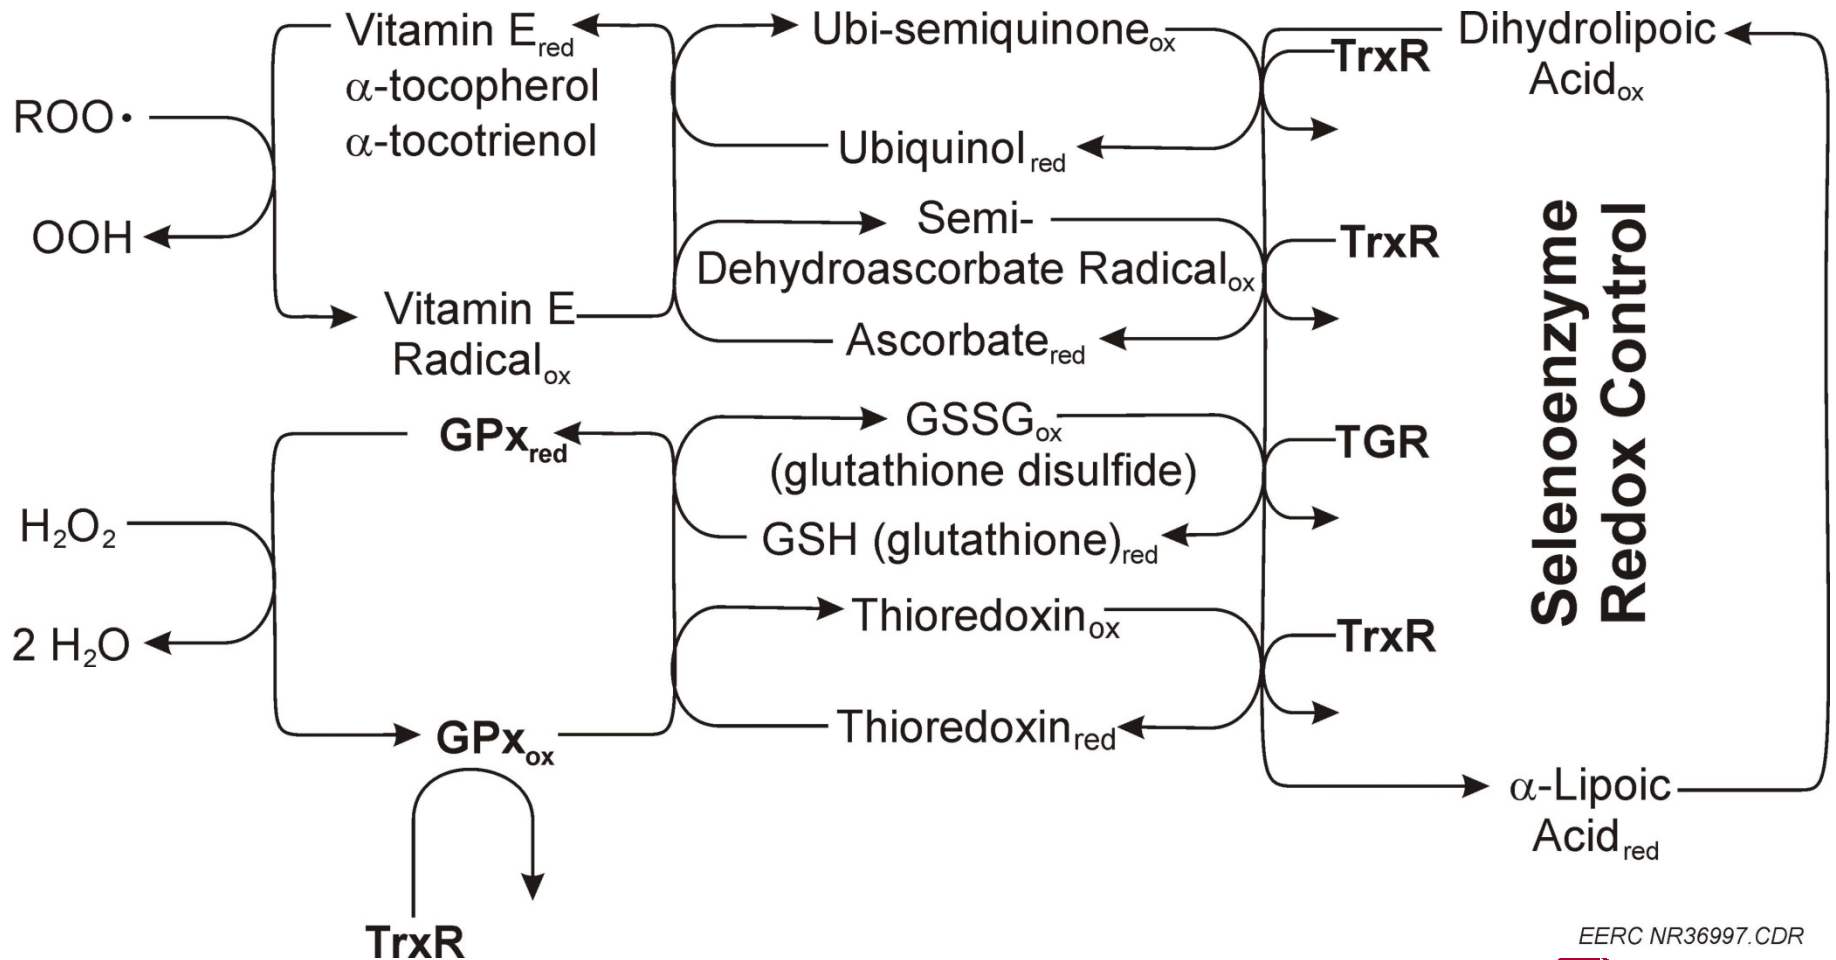 Vitamin Ered
α-tocopherol
α-tocotrienol
ROO•
OOH
Vitamin E
Radicalox
Ubi-semiquinoneox
Ubiquinolred
Semi-
Dehydroascorbate Radicalox
Ascorbatered
Dihydrolipoic
Acidox
TrxR
TrxR
GPxred
H2O2
2 H2O
GPxox
TrxR
GSSGox
(glutathione disulfide)
GSH (glutathione)red
Thioredoxinox
Thioredoxinred
TGR
TrxR
Selenoenzyme
Redox Control
α-Lipoic
Acidred
EERC NR36997.CDR